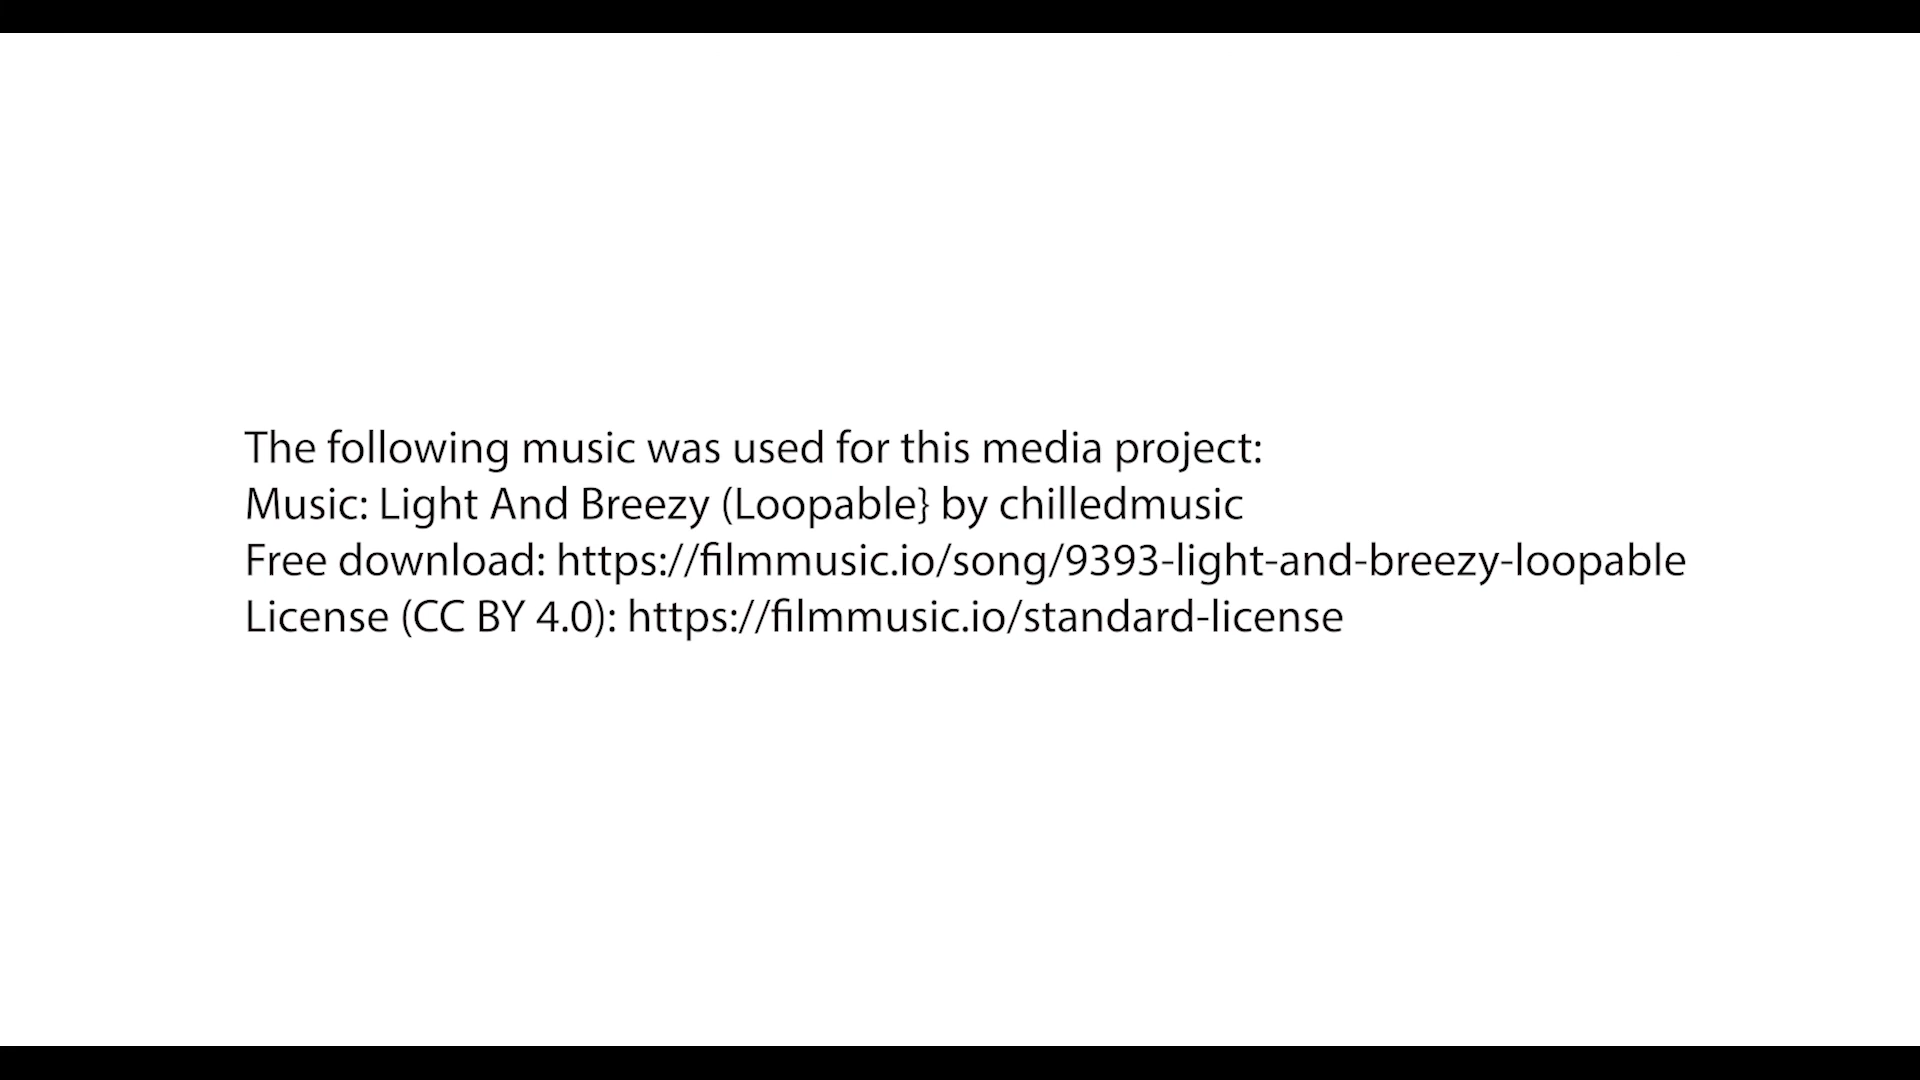 The following music was used for this media project:
Music: Light And Breezy (Loopable} by chilledmusic
Free download: https://filmmusic.io/song/9393-light-and-breezy-loopable
License (CC BY 4.0): https://filmmusic.io/standard-license